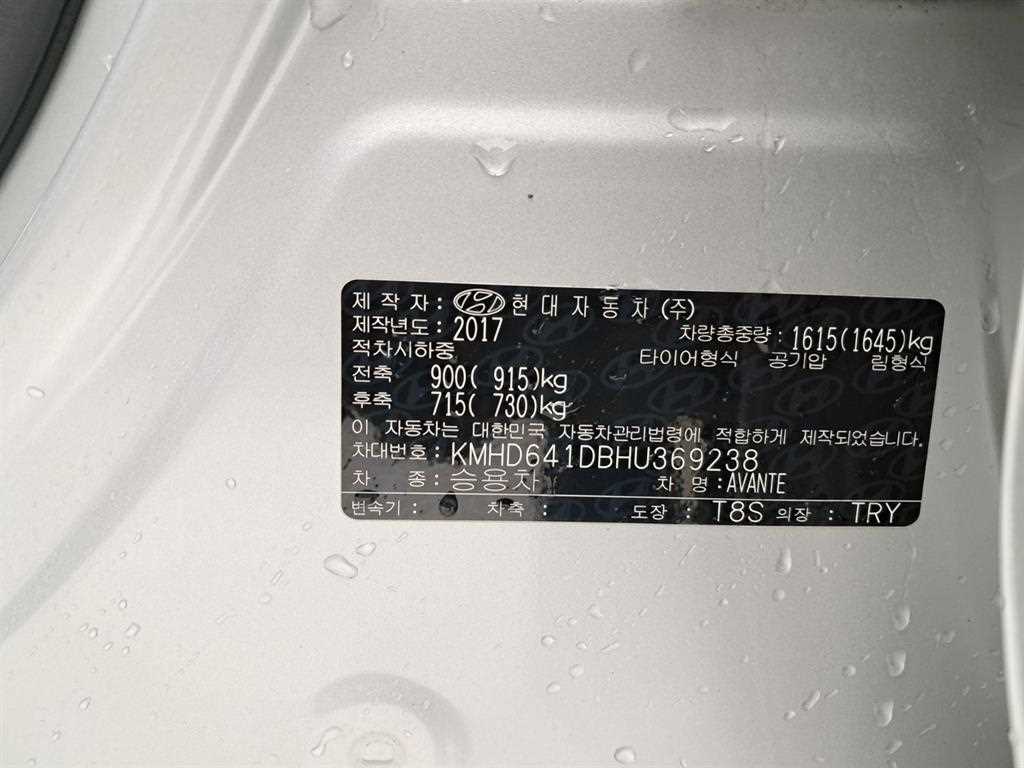 제 작 자 : 현 대 자 동 차 (주)
제작년도 : 2017 차량총중량 : 1615(1645)kg
적차시하중 타이어형식 공기압 림형식
전축 900( 915)kg
후축 715( 730)kg
이 자동차는 대한민국 자동차관리법령에 적합하게 제작되었습니다.
차대번호 : KMHD641DBHU369238
차 종 : 승용차 차 명 : AVANTE
변속기 : 차축 : 도장 : T8S 의장 : TRY